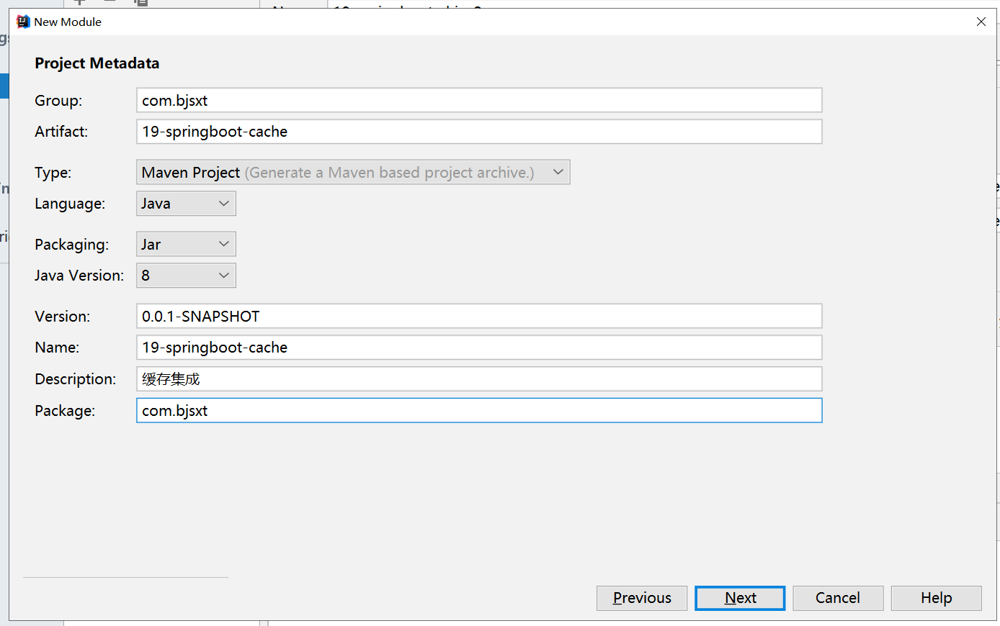 New Module
Project Metadata
Group: com.bjsxt
Artifact: 19-springboot-cache
Type: Maven Project (Generate a Maven based project archive.)
Language: Java
Packaging: Jar
Java Version: 8
Version: 0.0.1-SNAPSHOT
Name: 19-springboot-cache
Description: 缓存集成
Package: com.bjsxt
Previous Next Cancel Help